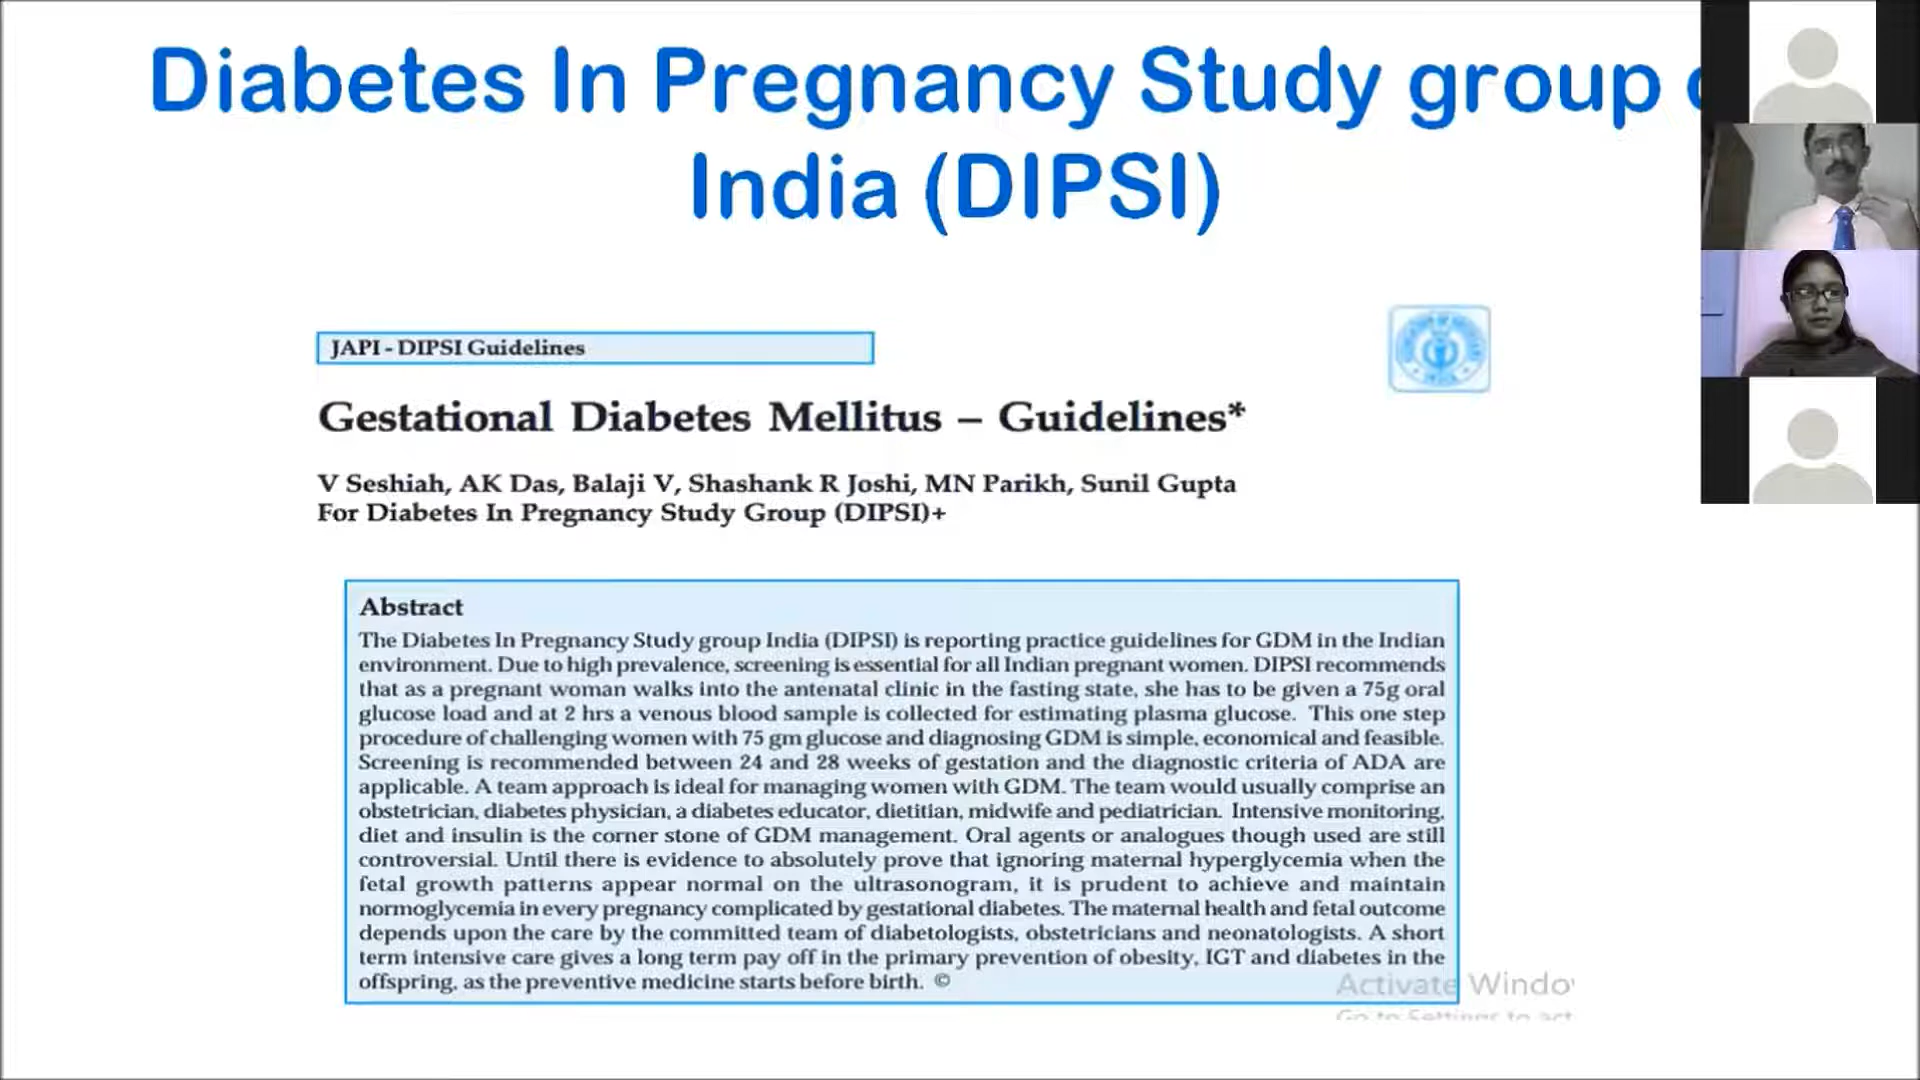 Diabetes In Pregnancy Study group
India (DIPSI)
JAPI - DIPSI Guidelines
Gestational Diabetes Mellitus – Guidelines*
V Seshiah, AK Das, Balaji V, Shashank R Joshi, MN Parikh, Sunil Gupta
For Diabetes In Pregnancy Study Group (DIPSI)+
Abstract
The Diabetes In Pregnancy Study group India (DIPSI) is reporting practice guidelines for GDM in the Indian
environment. Due to high prevalence, screening is essential for all Indian pregnant women. DIPSI recommends
that as a pregnant woman walks into the antenatal clinic in the fasting state, she has to be given a 75g oral
glucose load and at 2 hrs a venous blood sample is collected for estimating plasma glucose. This one step
procedure of challenging women with 75 gm glucose and diagnosing GDM is simple, economical and feasible.
Screening is recommended between 24 and 28 weeks of gestation and the diagnostic criteria of ADA are
applicable. A team approach is ideal for managing women with GDM. The team would usually comprise an
obstetrician, diabetes physician, a diabetes educator, dietitian, midwife and pediatrician. Intensive monitoring,
diet and insulin is the corner stone of GDM management. Oral agents or analogues though used are still
controversial. Until there is evidence to absolutely prove that ignoring maternal hyperglycemia when the
fetal growth patterns appear normal on the ultrasonogram, it is prudent to achieve and maintain
normoglycemia in every pregnancy complicated by gestational diabetes. The maternal health and fetal outcome
depends upon the care by the committed team of diabetologists, obstetricians and neonatologists. A short
term intensive care gives a long term pay off in the primary prevention of obesity, IGT and diabetes in the
offspring, as the preventive medicine starts before birth. ©
Activate Windo
Go to Settings to act